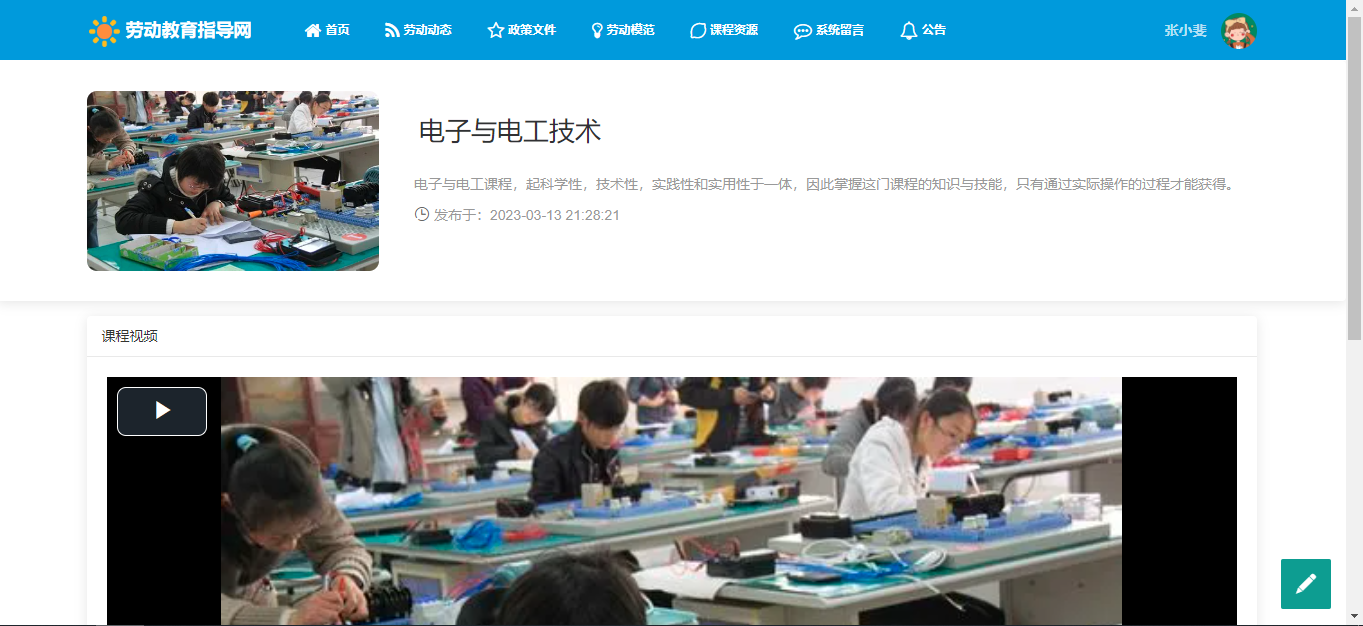 劳动教育指导网 首页 劳动动态 政策文件 劳动模范 课程资源 系统留言 公告 张小斐
电子与电工技术
电子与电工课程，起科学性，技术性，实践性和实用性于一体，因此掌握这门课程的知识与技能，只有通过实际操作的过程才能获得。
发布于：2023-03-13 21:28:21
课程视频